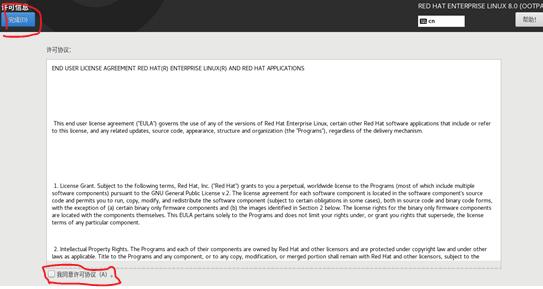 许可信息
RED HAT ENTERPRISE LINUX 8.0 (OOTPA
完成(D)
cn
帮助!
许可协议:
END USER LICENSE AGREEMENT RED HAT(R) ENTERPRISE LINUX(R) AND RED HAT APPLICATIONS
This end user license agreement ("EULA") governs the use of any of the versions of Red Hat Enterprise Linux, certain other Red Hat software applications that include or refer
to this license, and any related updates, source code, appearance, structure and organization (the "Programs"), regardless of the delivery mechanism.
1. License Grant. Subject to the following terms, Red Hat, Inc. ("Red Hat") grants to you a perpetual, worldwide license to the Programs (most of which include multiple
software components) pursuant to the GNU General Public License v.2. The license agreement for each software component is located in the software component's source
code and permits you to run, copy, modify, and redistribute the software component (subject to certain obligations in some cases), both in source code and binary code forms,
with the exception of (a) certain binary only firmware components and (b) the images identified in Section 2 below. The license rights for the binary only firmware components
are located with the components themselves. This EULA pertains solely to the Programs and does not limit your rights under, or grant you rights that supersede, the license
terms of any particular component.
2. Intellectual Property Rights. The Programs and each of their components are owned by Red Hat and other licensors and are protected under copyright law and under other
laws as applicable. Title to the Programs and any component, or to any copy, modification, or merged portion shall remain with Red Hat and other licensors, subject to the
我同意许可协议(A)。